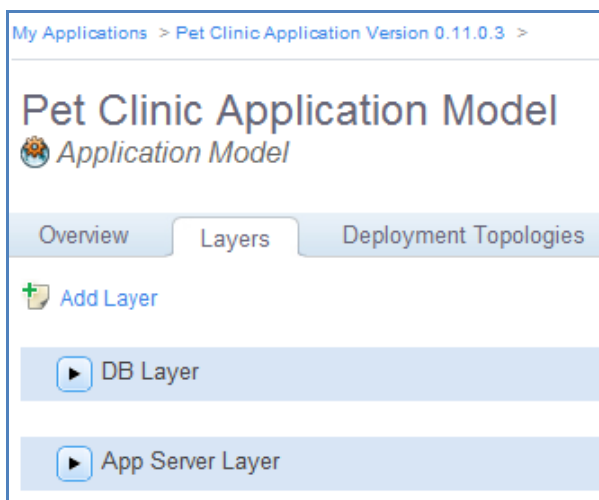 My Applications > Pet Clinic Application Version 0.11.0.3 >
Pet Clinic Application Model
Application Model
Overview Layers Deployment Topologies
Add Layer
DB Layer
App Server Layer